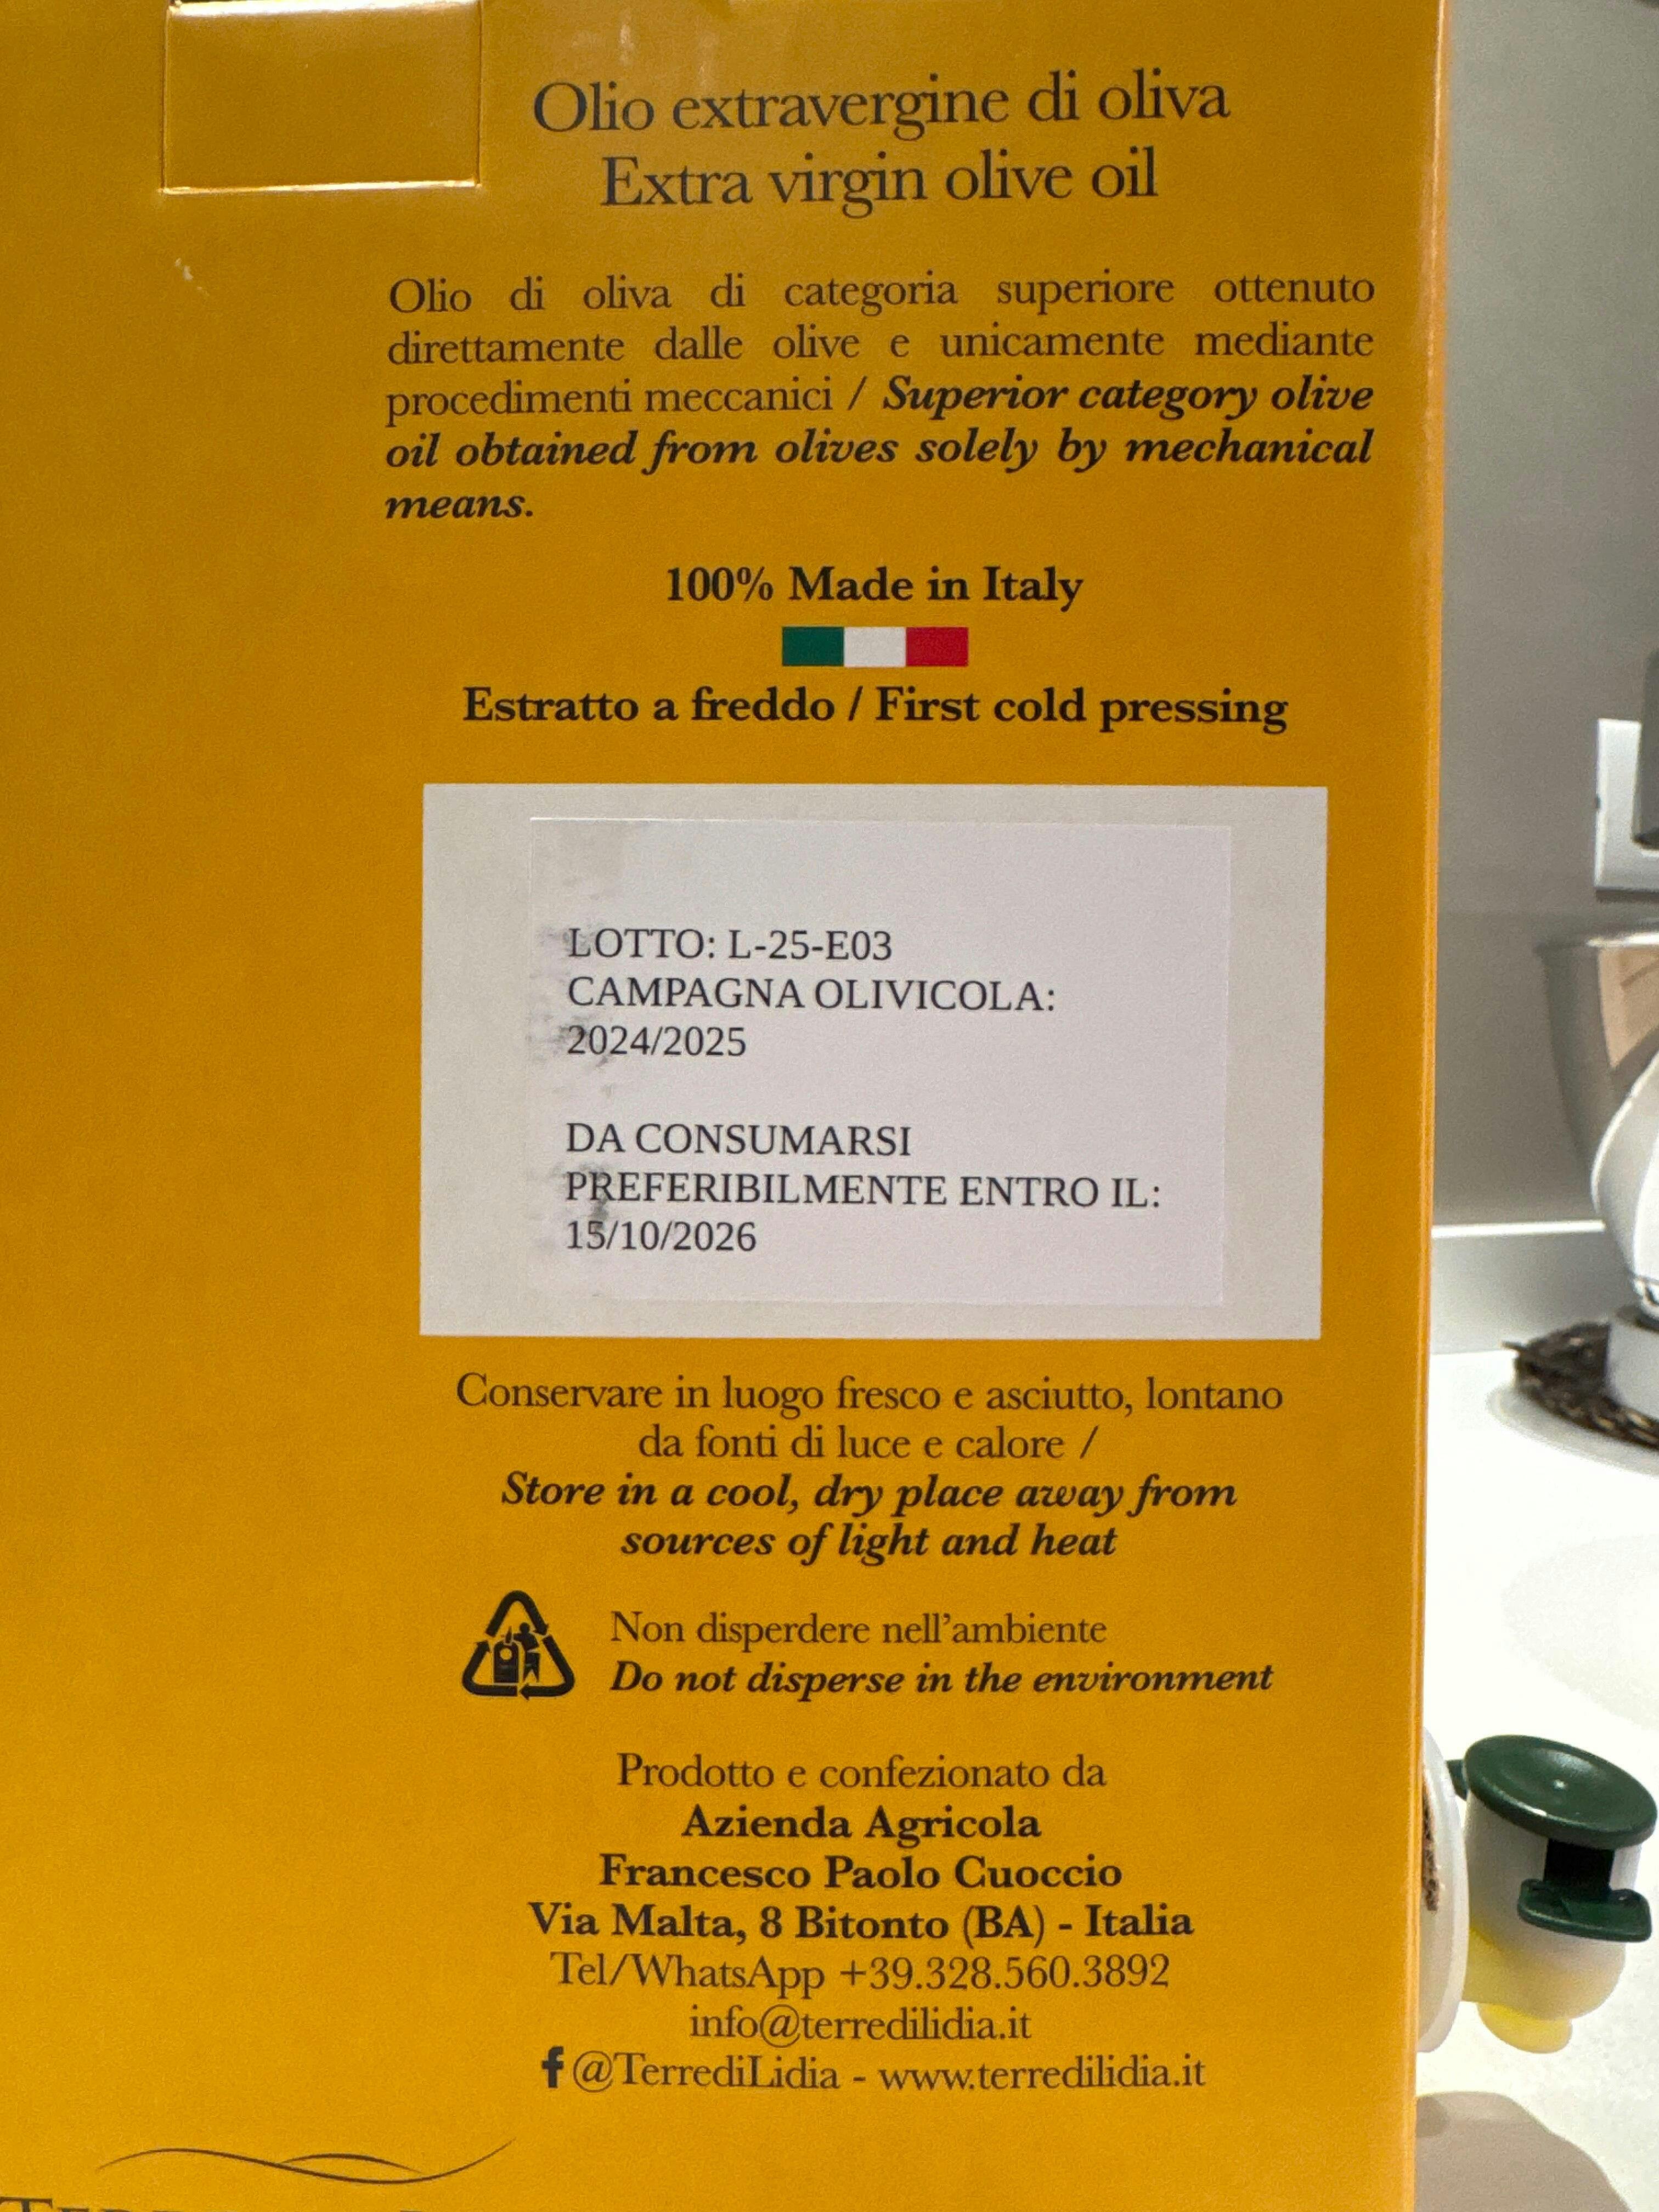 Olio extravergine di oliva
Extra virgin olive oil
Olio di oliva di categoria superiore ottenuto
direttamente dalle olive e unicamente mediante
procedimenti meccanici / Superior category olive
oil obtained from olives solely by mechanical
means.
100% Made in Italy
Estratto a freddo / First cold pressing
LOTTO: L-25-E03
CAMPAGNA OLIVICOLA:
2024/2025
DA CONSUMARSI
PREFERIBILMENTE ENTRO IL:
15/10/2026
Conservare in luogo fresco e asciutto, lontano
da fonti di luce e calore /
Store in a cool, dry place away from
sources of light and heat
Non disperdere nell'ambiente
Do not disperse in the environment
Prodotto e confezionato da
Azienda Agricola
Francesco Paolo Cuoccio
Via Malta, 8 Bitonto (BA) - Italia
Tel/WhatsApp +39.328.560.3892
info@terredilidia.it
f @TerrediLidia - www.terredilidia.it